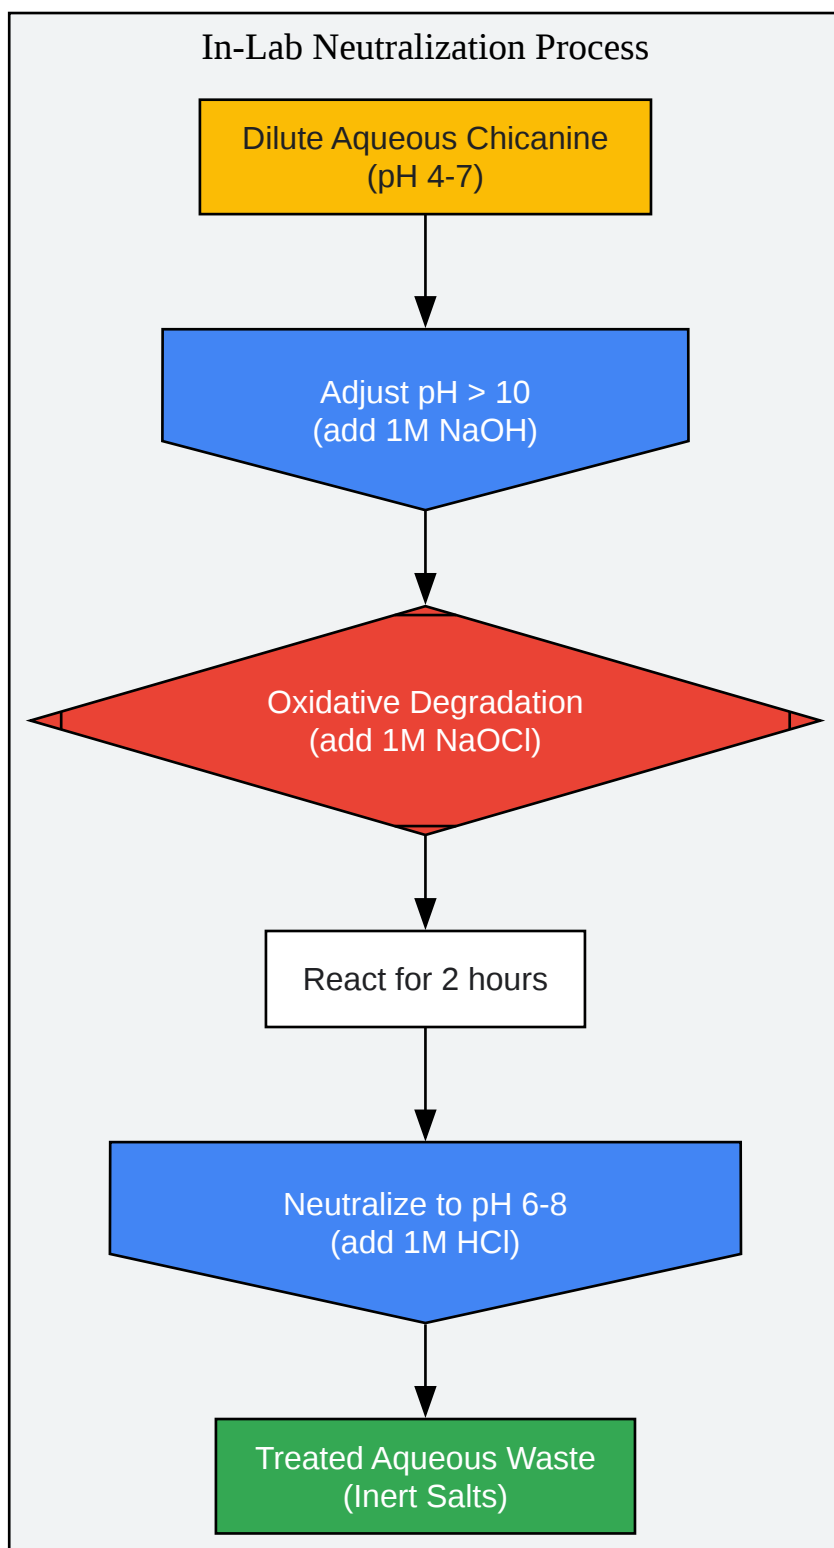 In-Lab Neutralization Process
Dilute Aqueous Chicanine
(pH 4-7)
Adjust pH > 10
(add 1M NaOH)
Oxidative Degradation
(add 1M NaOCl)
React for 2 hours
Neutralize to pH 6-8
(add 1M HCl)
Treated Aqueous Waste
(Inert Salts)